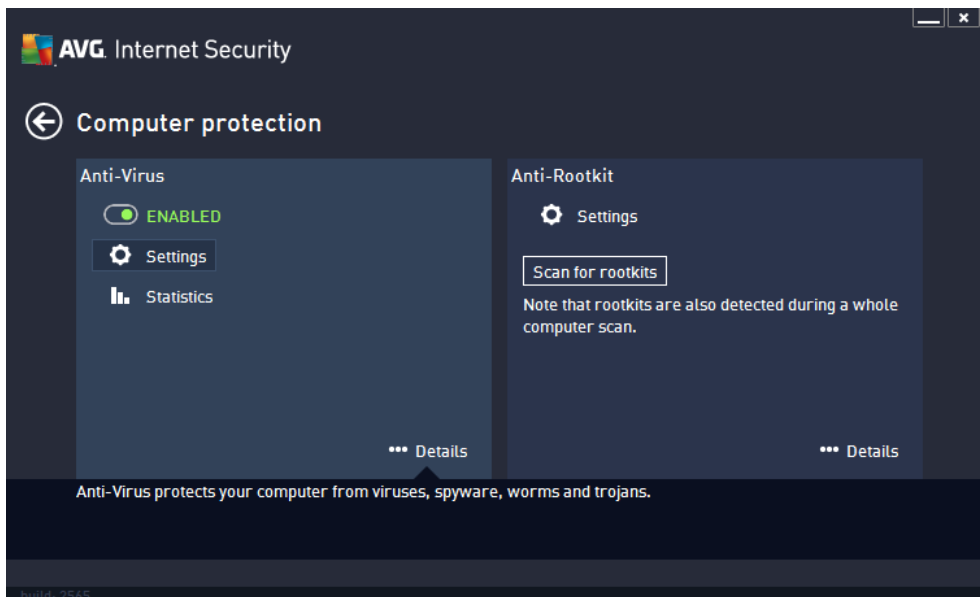 AVG. Internet Security
Computer protection
Anti-Virus
ENABLED
Settings
Statistics
Details
Anti-Rootkit
Settings
Scan for rootkits
Note that rootkits are also detected during a whole
computer scan.
Details
Anti-Virus protects your computer from viruses, spyware, worms and trojans.
build: 3565